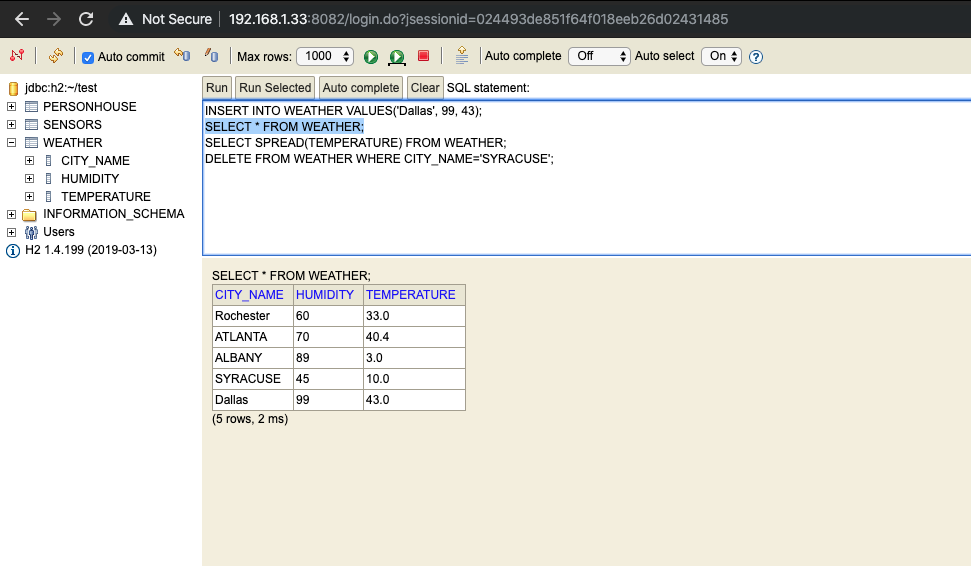 Not Secure 192.168.1.33:8082/login.do?jsessionid=024493de851f64f018eeb26d02431485
Auto commit Max rows: 1000 Auto complete Off Auto select On
jdbc:h2:~/test
PERSONHOUSE
SENSORS
WEATHER
CITY_NAME
HUMIDITY
TEMPERATURE
INFORMATION_SCHEMA
Users
H2 1.4.199 (2019-03-13)
Run Run Selected Auto complete Clear SQL statement:
INSERT INTO WEATHER VALUES('Dallas', 99, 43);
SELECT * FROM WEATHER;
SELECT SPREAD(TEMPERATURE) FROM WEATHER;
DELETE FROM WEATHER WHERE CITY_NAME='SYRACUSE';
SELECT * FROM WEATHER;
CITY_NAME HUMIDITY TEMPERATURE
Rochester 60 33.0
ATLANTA 70 40.4
ALBANY 89 3.0
SYRACUSE 45 10.0
Dallas 99 43.0
(5 rows, 2 ms)